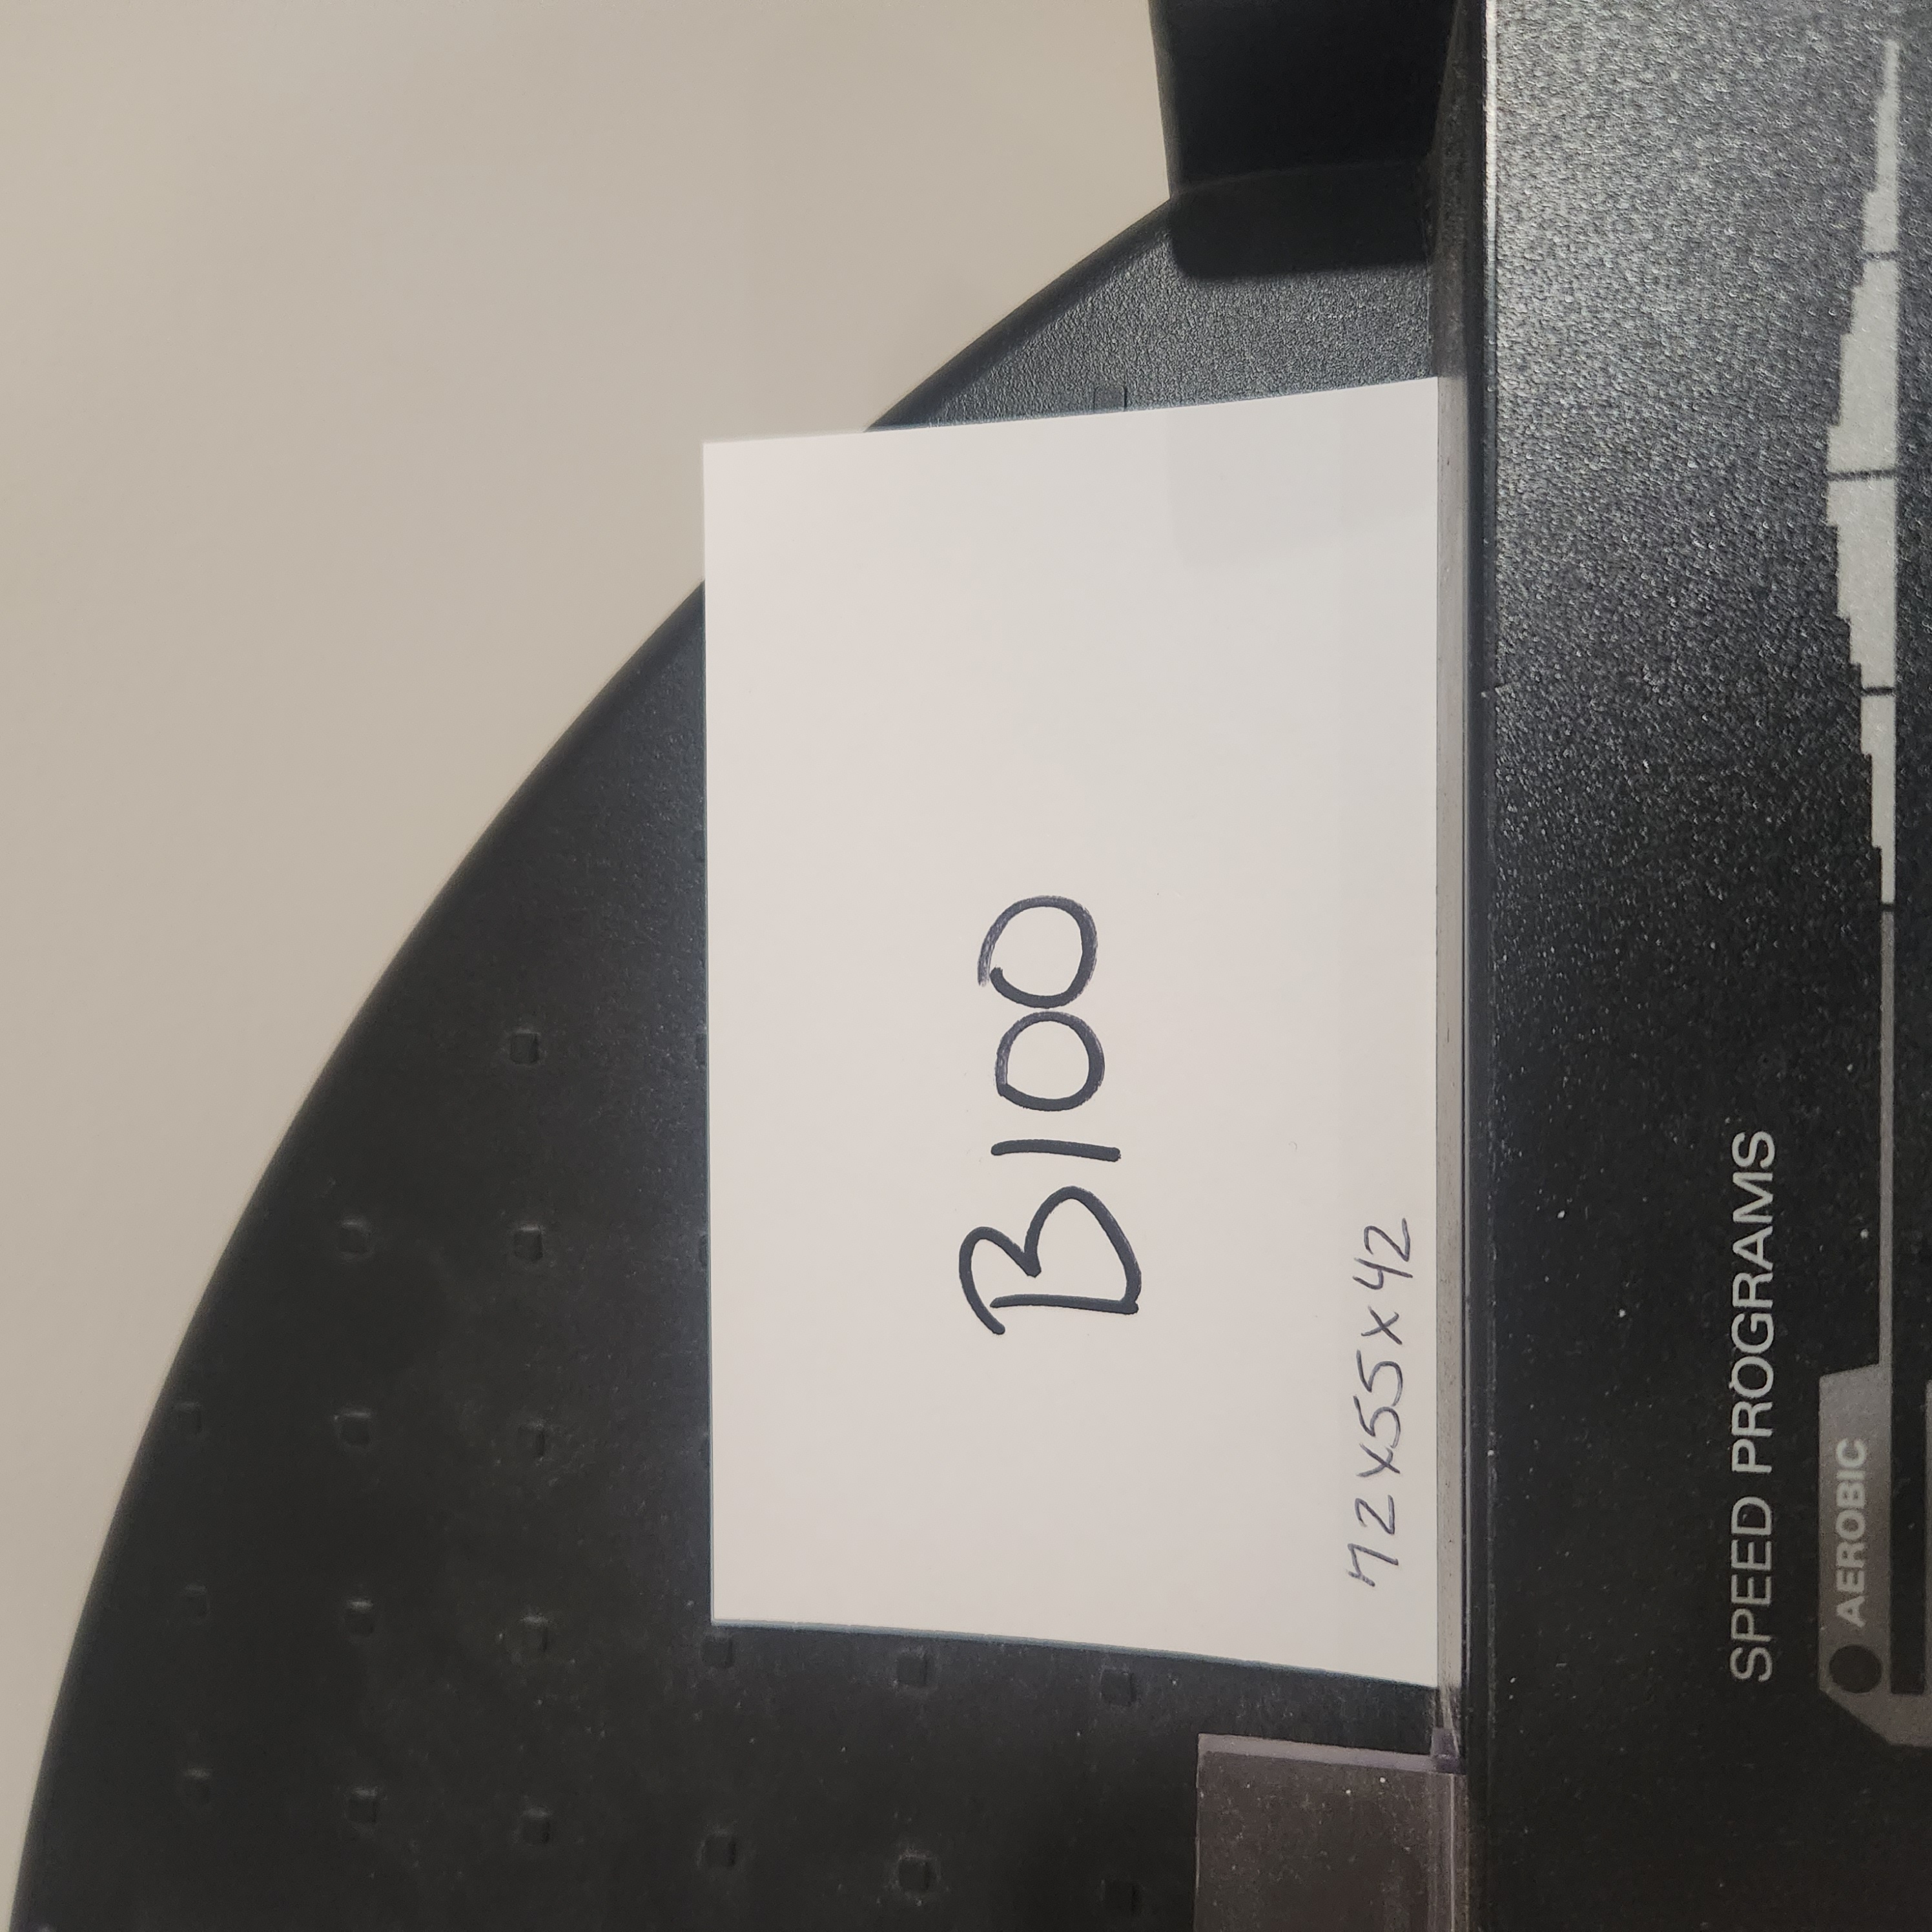 B100
72x55x42
SPEED PROGRAMS
AEROBIC